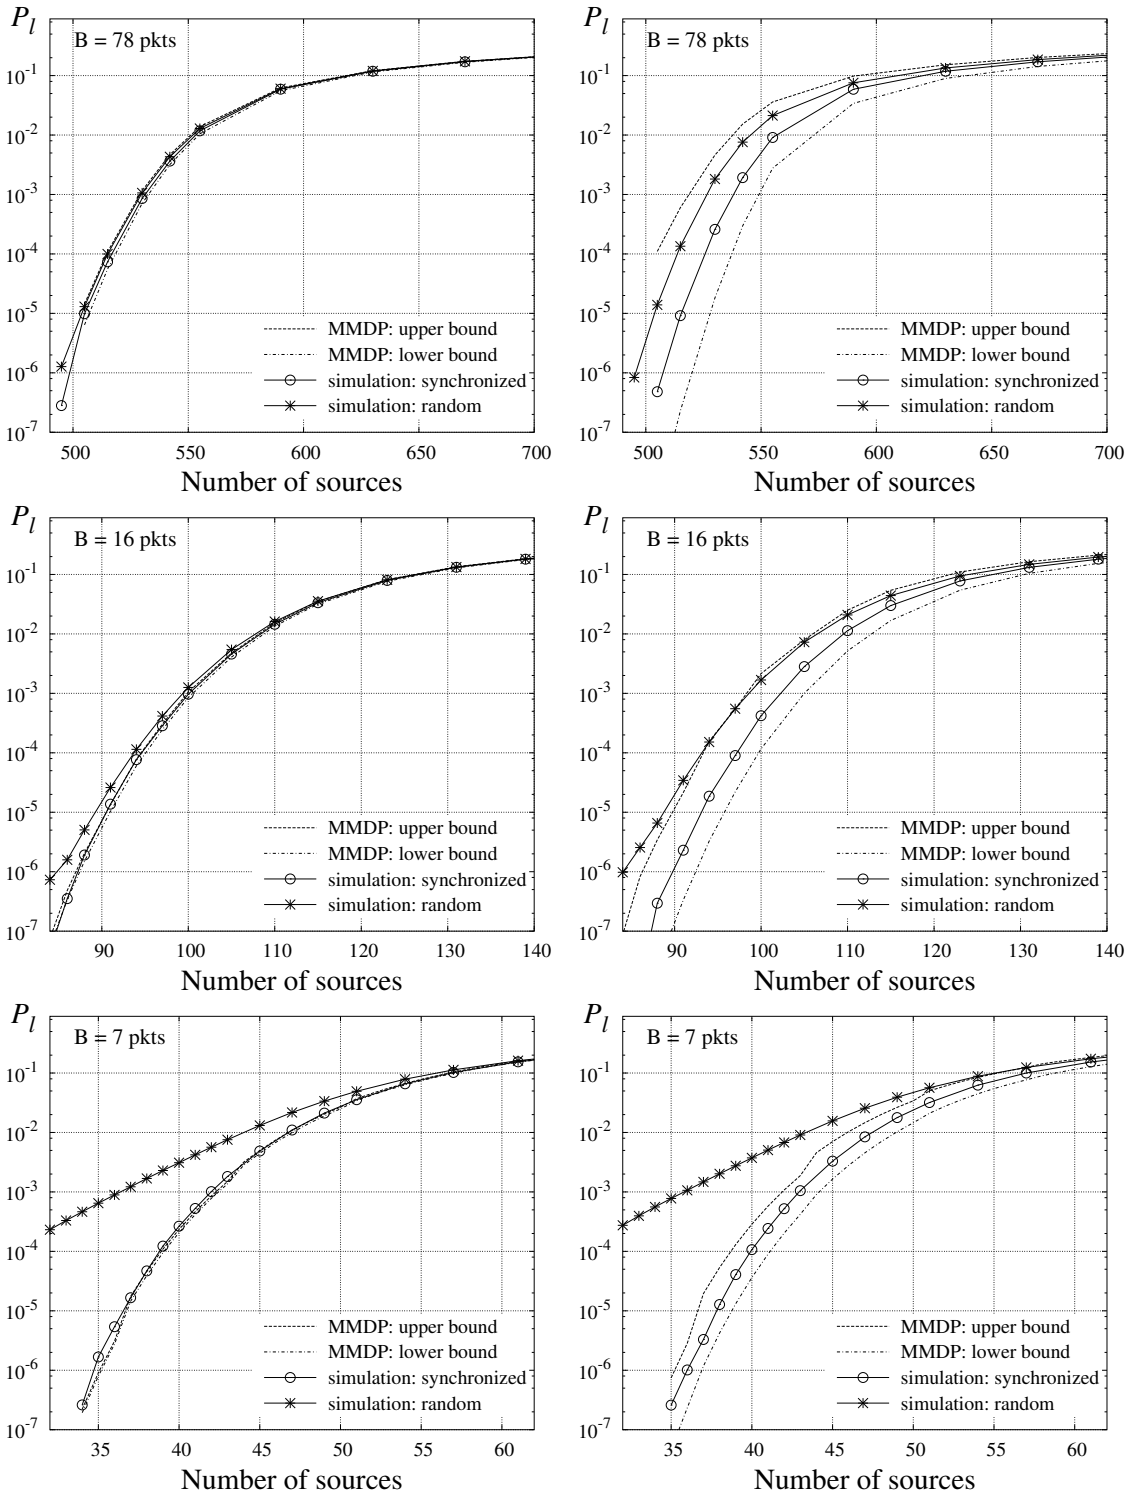 P_l
B = 78 pkts
10^-1
10^-2
10^-3
10^-4
10^-5
10^-6
10^-7
MMDP: upper bound
MMDP: lower bound
simulation: synchronized
simulation: random
500 550 600 650 700
Number of sources
P_l
B = 78 pkts
10^-1
10^-2
10^-3
10^-4
10^-5
10^-6
10^-7
MMDP: upper bound
MMDP: lower bound
simulation: synchronized
simulation: random
500 550 600 650 700
Number of sources
P_l
B = 16 pkts
10^-1
10^-2
10^-3
10^-4
10^-5
10^-6
10^-7
MMDP: upper bound
MMDP: lower bound
simulation: synchronized
simulation: random
90 100 110 120 130 140
Number of sources
P_l
B = 16 pkts
10^-1
10^-2
10^-3
10^-4
10^-5
10^-6
10^-7
MMDP: upper bound
MMDP: lower bound
simulation: synchronized
simulation: random
90 100 110 120 130 140
Number of sources
P_l
B = 7 pkts
10^-1
10^-2
10^-3
10^-4
10^-5
10^-6
10^-7
MMDP: upper bound
MMDP: lower bound
simulation: synchronized
simulation: random
35 40 45 50 55 60
Number of sources
P_l
B = 7 pkts
10^-1
10^-2
10^-3
10^-4
10^-5
10^-6
10^-7
MMDP: upper bound
MMDP: lower bound
simulation: synchronized
simulation: random
35 40 45 50 55 60
Number of sources